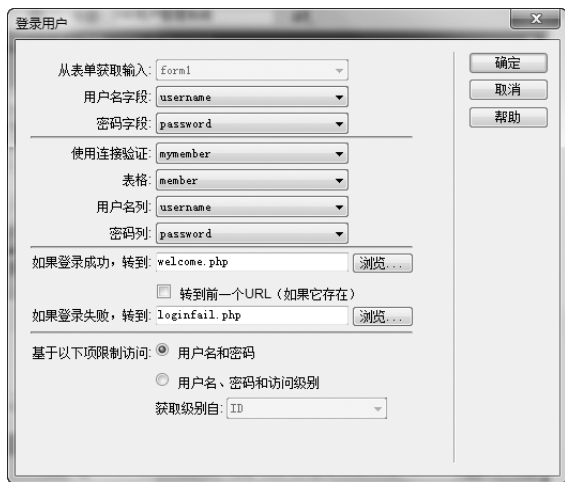 登录用户
从表单获取输入: form1
确定
用户名字段: username
取消
密码字段: password
帮助
使用连接验证: mymember
表格: member
用户名列: username
密码列: password
如果登录成功，转到: welcome.php 浏览...
转到前一个URL（如果它存在）
如果登录失败，转到: loginfail.php 浏览...
基于以下项限制访问: 用户名和密码
用户名、密码和访问级别
获取级别自: ID